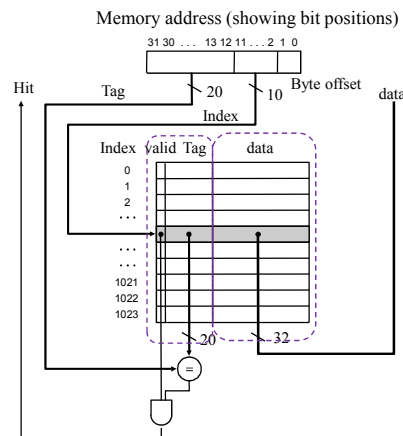 Memory address (showing bit positions)
31 30 ... 13 12 11 ... 2 1 0
Hit
Tag
20
10
Byte offset
data
Index
Index valid Tag data
0
1
2
...
...
...
1021
1022
1023
20
32
=